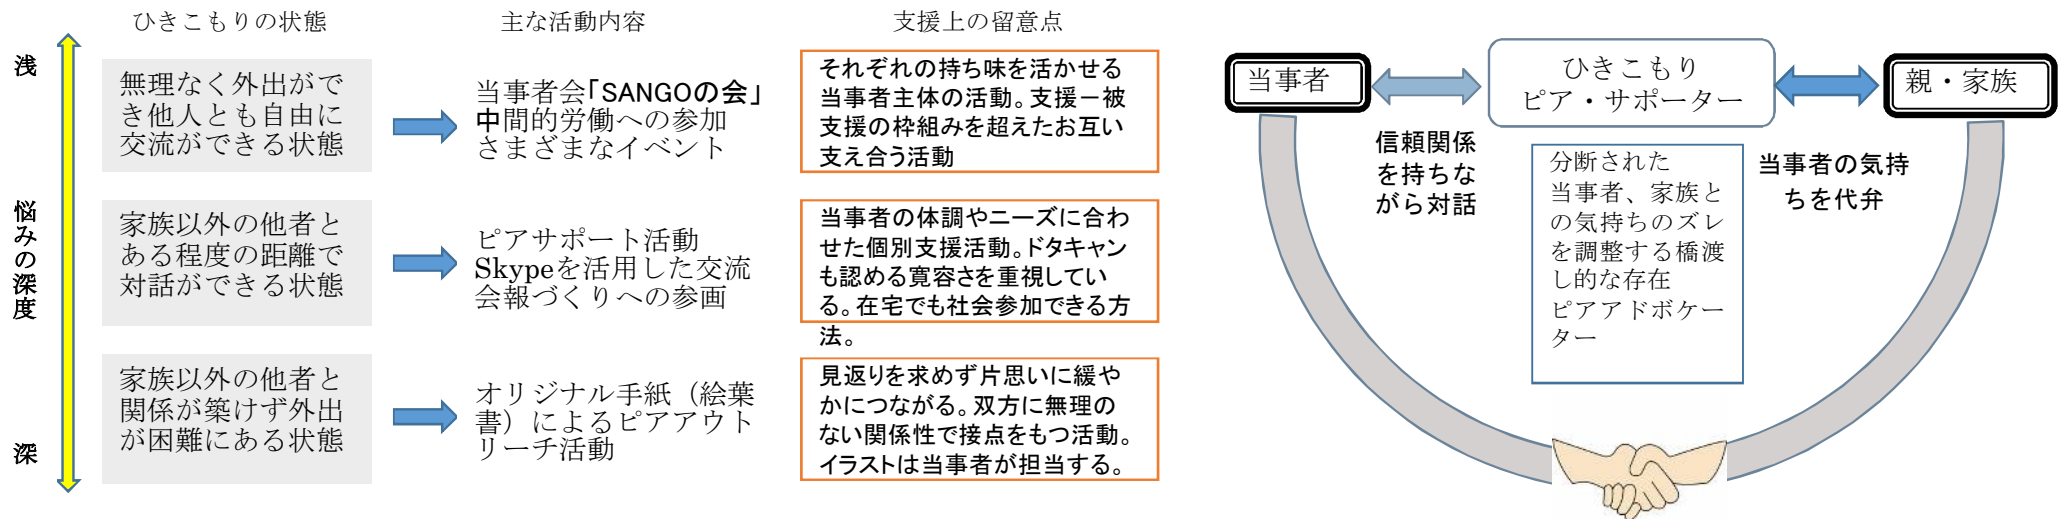 ひきこもりの状態
主な活動内容
支援上の留意点
浅
悩みの深度
深
無理なく外出がで
き他人とも自由に
交流ができる状態
当事者会「SANGOの会」
中間的労働への参加
さまざまなイベント
それぞれの持ち味を活かせる
当事者主体の活動。支援－被
支援の枠組みを超えたお互い
支え合う活動
家族以外の他者と
ある程度の距離で
対話ができる状態
ピアサポート活動
Skypeを活用した交流
会報づくりへの参画
当事者の体調やニーズに合わ
せた個別支援活動。ドタキャン
も認める寛容さを重視してい
る。在宅でも社会参加できる方
法。
家族以外の他者と
関係が築けず外出
が困難にある状態
オリジナル手紙（絵葉
書）によるピアアウト
リーチ活動
見返りを求めず片思いに緩や
かにつながる。双方に無理の
ない関係性で接点をもつ活動。
イラストは当事者が担当する。
当事者
ひきこもり
ピア・サポーター
親・家族
信頼関係
を持ちな
がら対話
分断された
当事者、家族と
の気持ちのズレ
を調整する橋渡
し的な存在
ピアアドボケー
ター
当事者の気持
ちを代弁